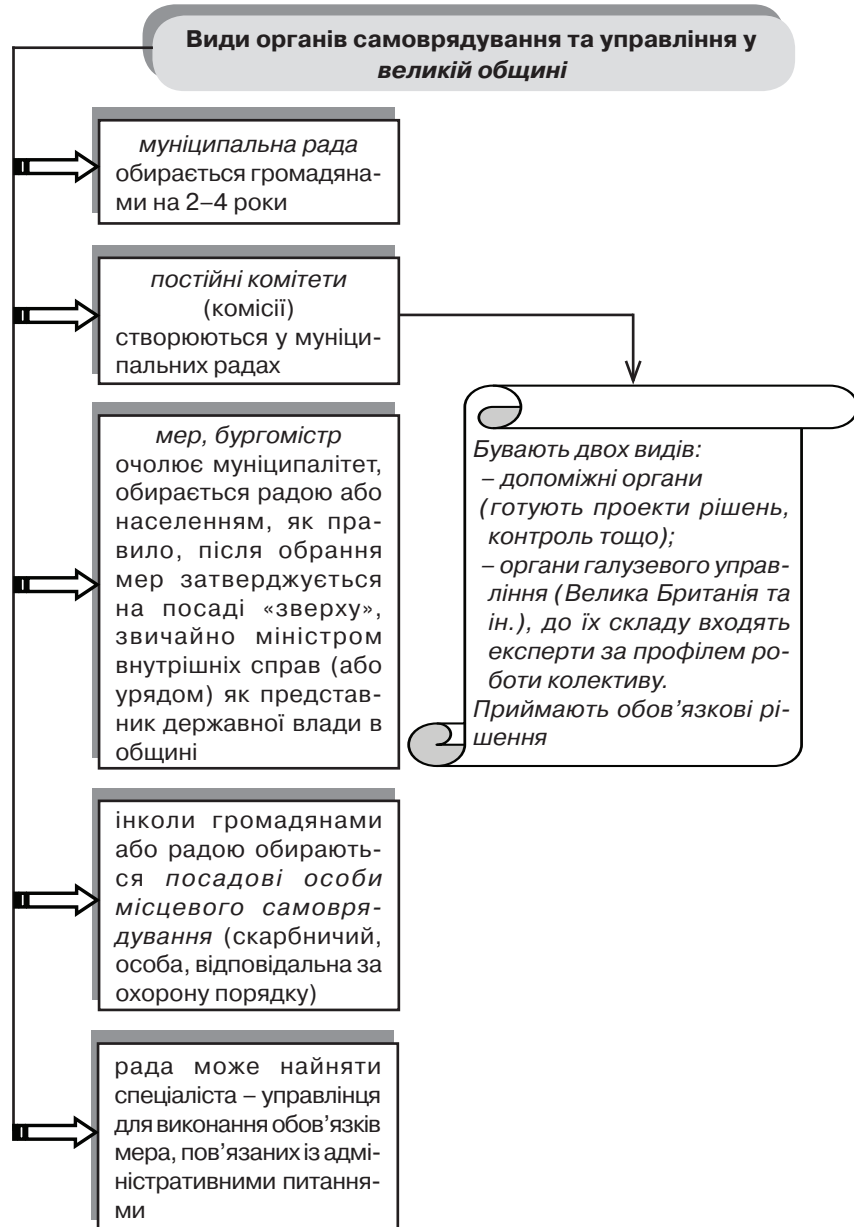 Види органів самоврядування та управління у
великій общині
муніципальна рада
обирається громадяна-
ми на 2–4 роки
постійні комітети
(комісії)
створюються у муніци-
пальних радах
мер, бургомістр
очолює муніципалітет,
обирається радою або
населенням, як пра-
вило, після обрання
мер затверджується
на посаді «зверху»,
звичайно міністром
внутрішніх справ (або
урядом) як представ-
ник державної влади в
общині
Бувають двох видів:
– допоміжні органи
(готують проекти рішень,
контроль тощо);
– органи галузевого управ-
ління (Велика Британія та
ін.), до їх складу входять
експерти за профілем ро-
боти колективу.
Приймають обов’язкові рі-
шення
інколи громадянами
або радою обирають-
ся посадові особи
місцевого самовря-
дування (скарбничий,
особа, відповідальна за
охорону порядку)
рада може найняти
спеціаліста – управлінця
для виконання обов’язків
мера, пов’язаних із адмі-
ністративними питання-
ми